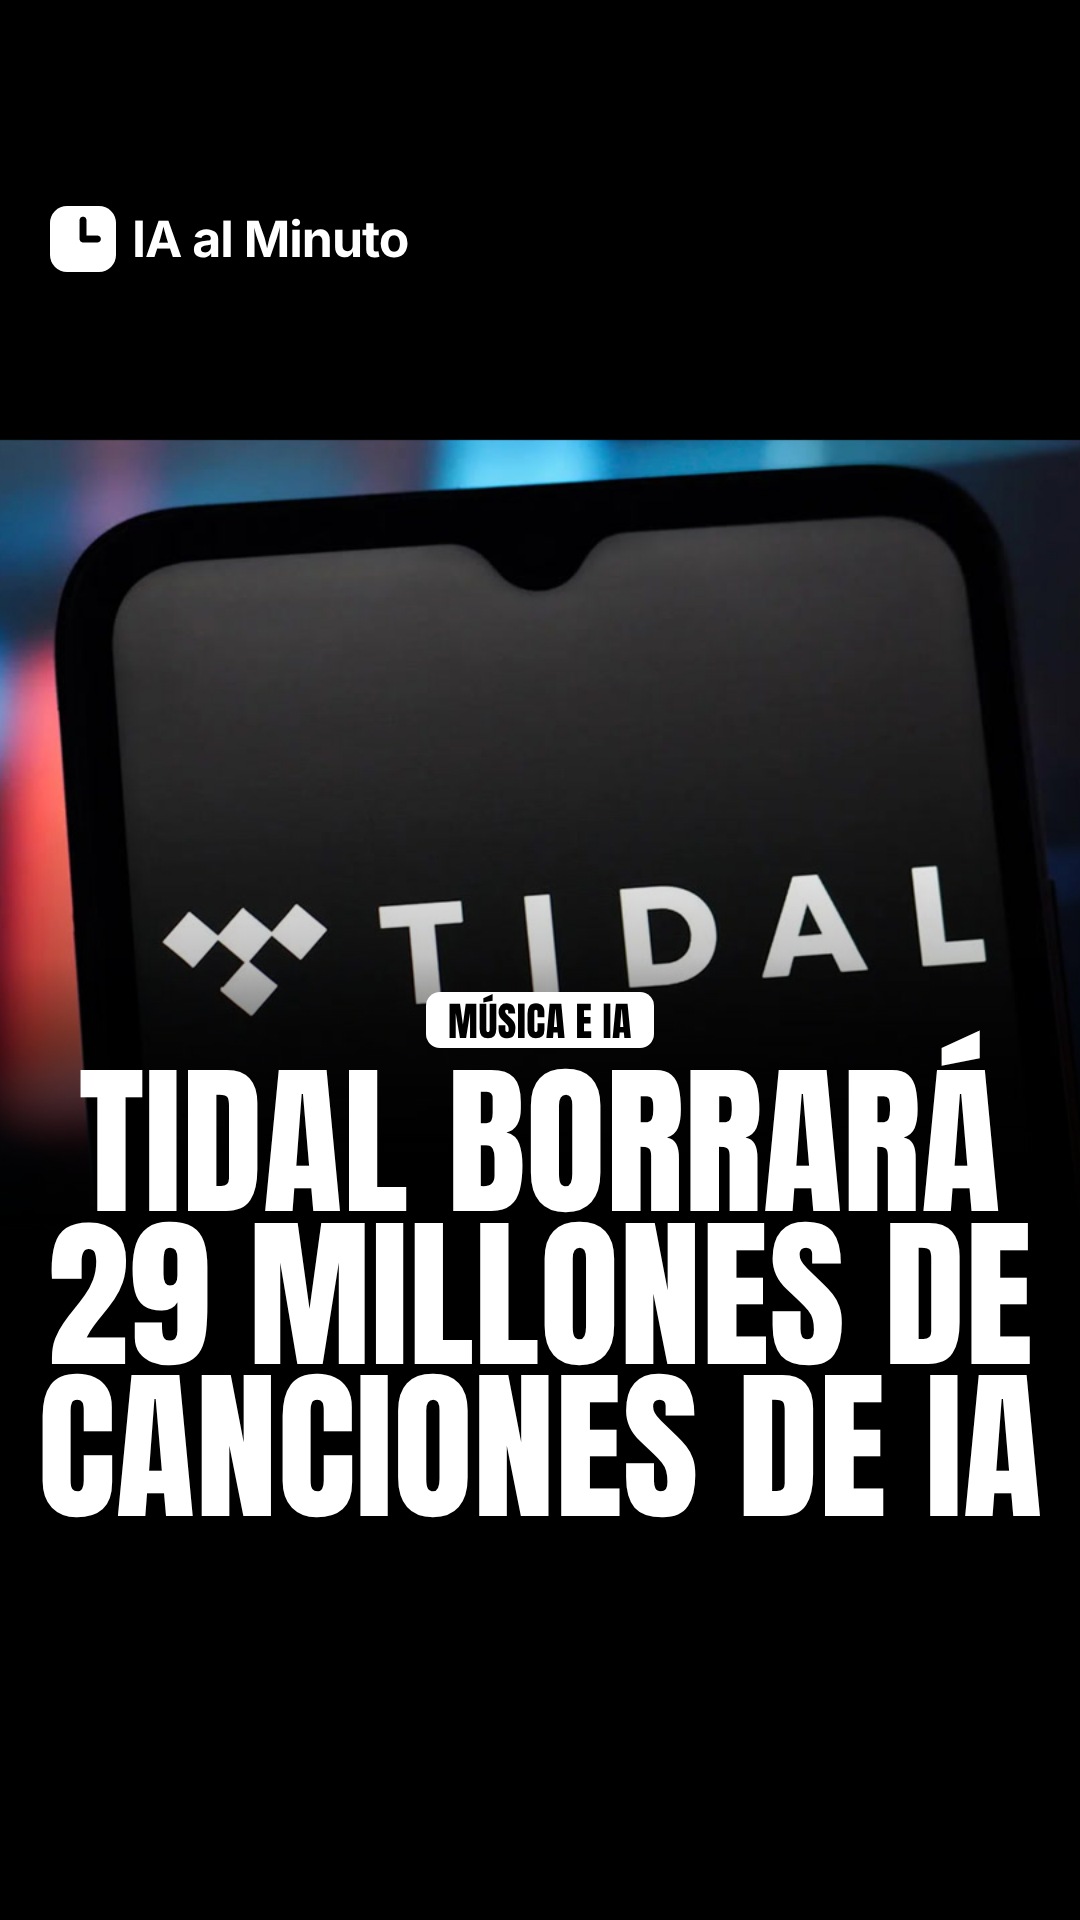 IA al Minuto
TIDAL
MÚSICA E IA
TIDAL BORRARÁ
29 MILLONES DE
CANCIONES DE IA